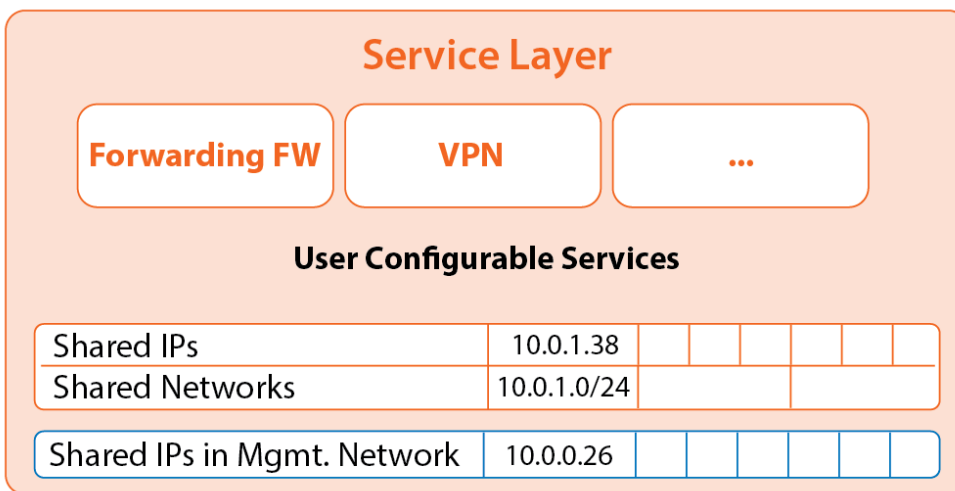 Service Layer
Forwarding FW
VPN
...
User Configurable Services
Shared IPs 10.0.1.38
Shared Networks 10.0.1.0/24
Shared IPs in Mgmt. Network 10.0.0.26